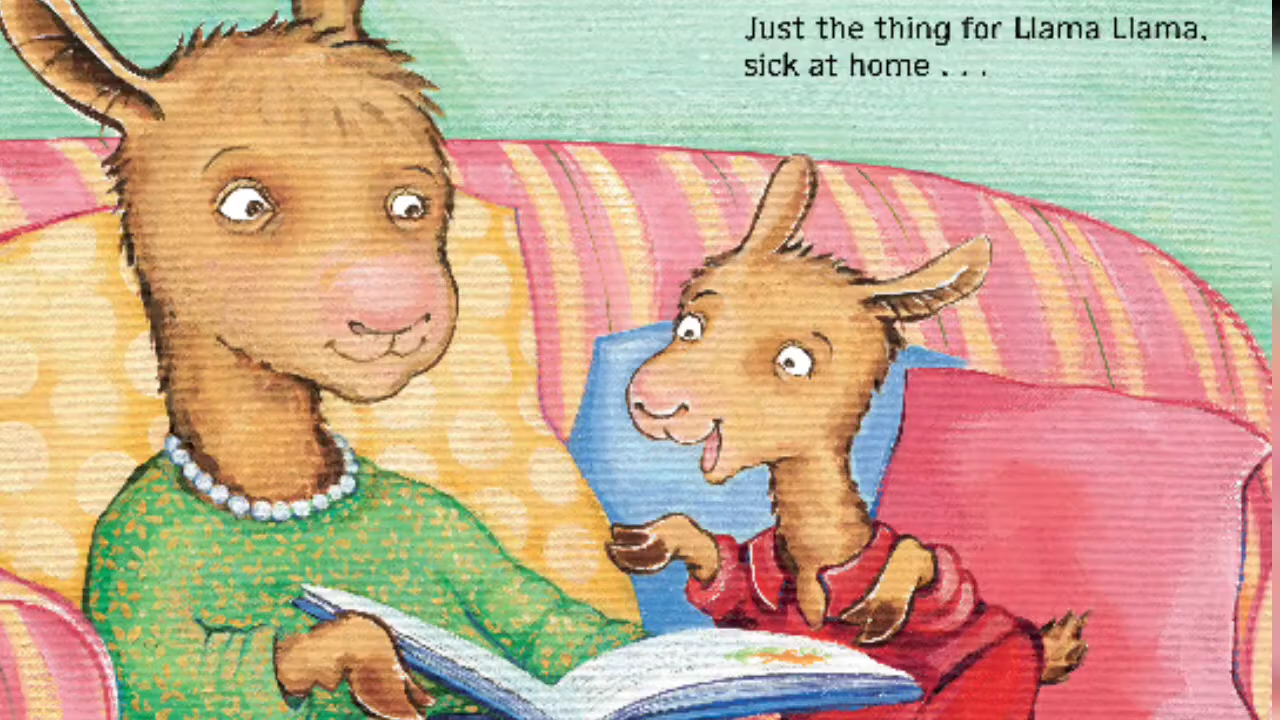 Just the thing for Llama Llama,
sick at home . . .